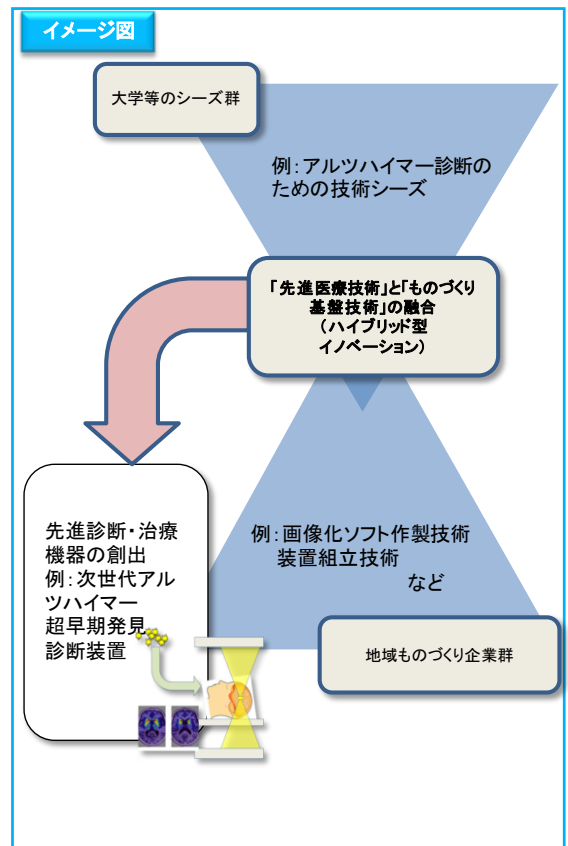 イメージ図
大学等のシーズ群
例：アルツハイマー診断の
ための技術シーズ
「先進医療技術」と「ものづくり
基盤技術」の融合
（ハイブリッド型
イノベーション）
先進診断・治療
機器の創出
例：次世代アル
ツハイマー
超早期発見
診断装置
例：画像化ソフト作製技術
装置組立技術
など
地域ものづくり企業群